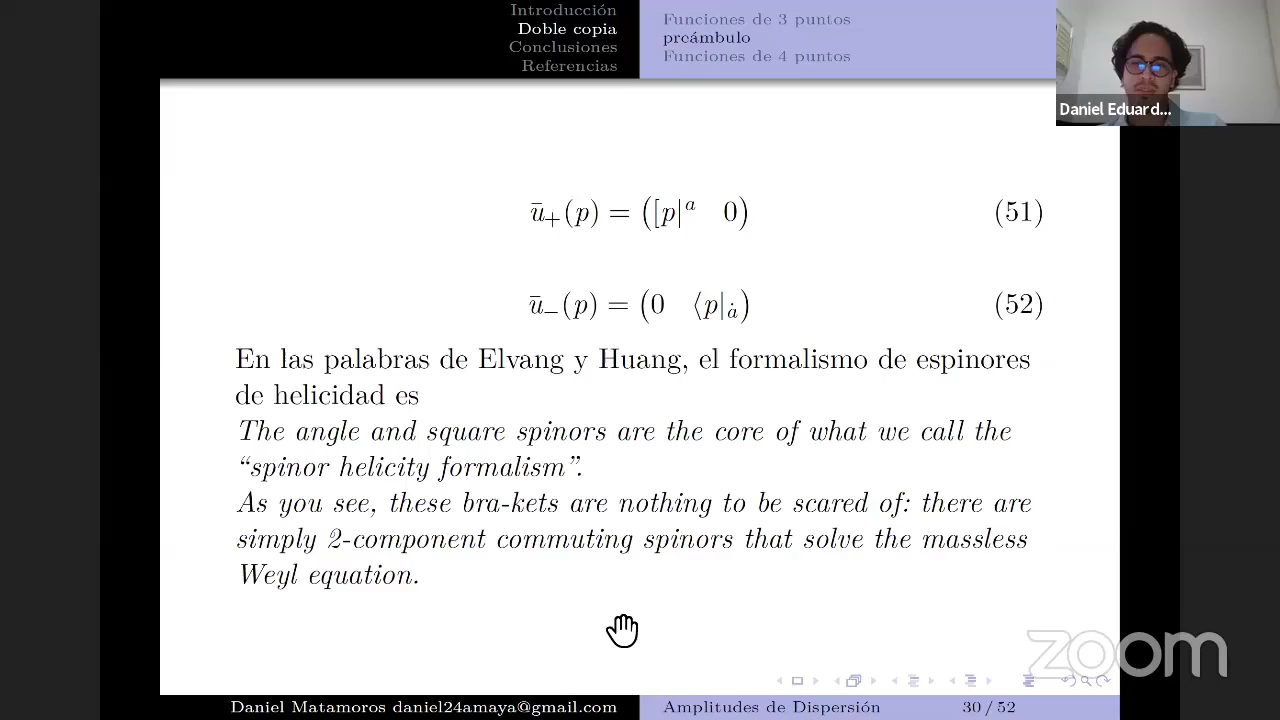 Introducción
Doble copia
Conclusiones
Referencias
Funciones de 3 puntos
preámbulo
Funciones de 4 puntos
Daniel Eduard...
ū₊(p) = ([p|ᵃ 0) (51)
ū₋(p) = (0 ⟨p|ₐ̇) (52)
En las palabras de Elvang y Huang, el formalismo de espinores
de helicidad es
The angle and square spinors are the core of what we call the
“spinor helicity formalism”.
As you see, these bra-kets are nothing to be scared of: there are
simply 2-component commuting spinors that solve the massless
Weyl equation.
zoom
Daniel Matamoros daniel24amaya@gmail.com
Amplitudes de Dispersión
30 / 52